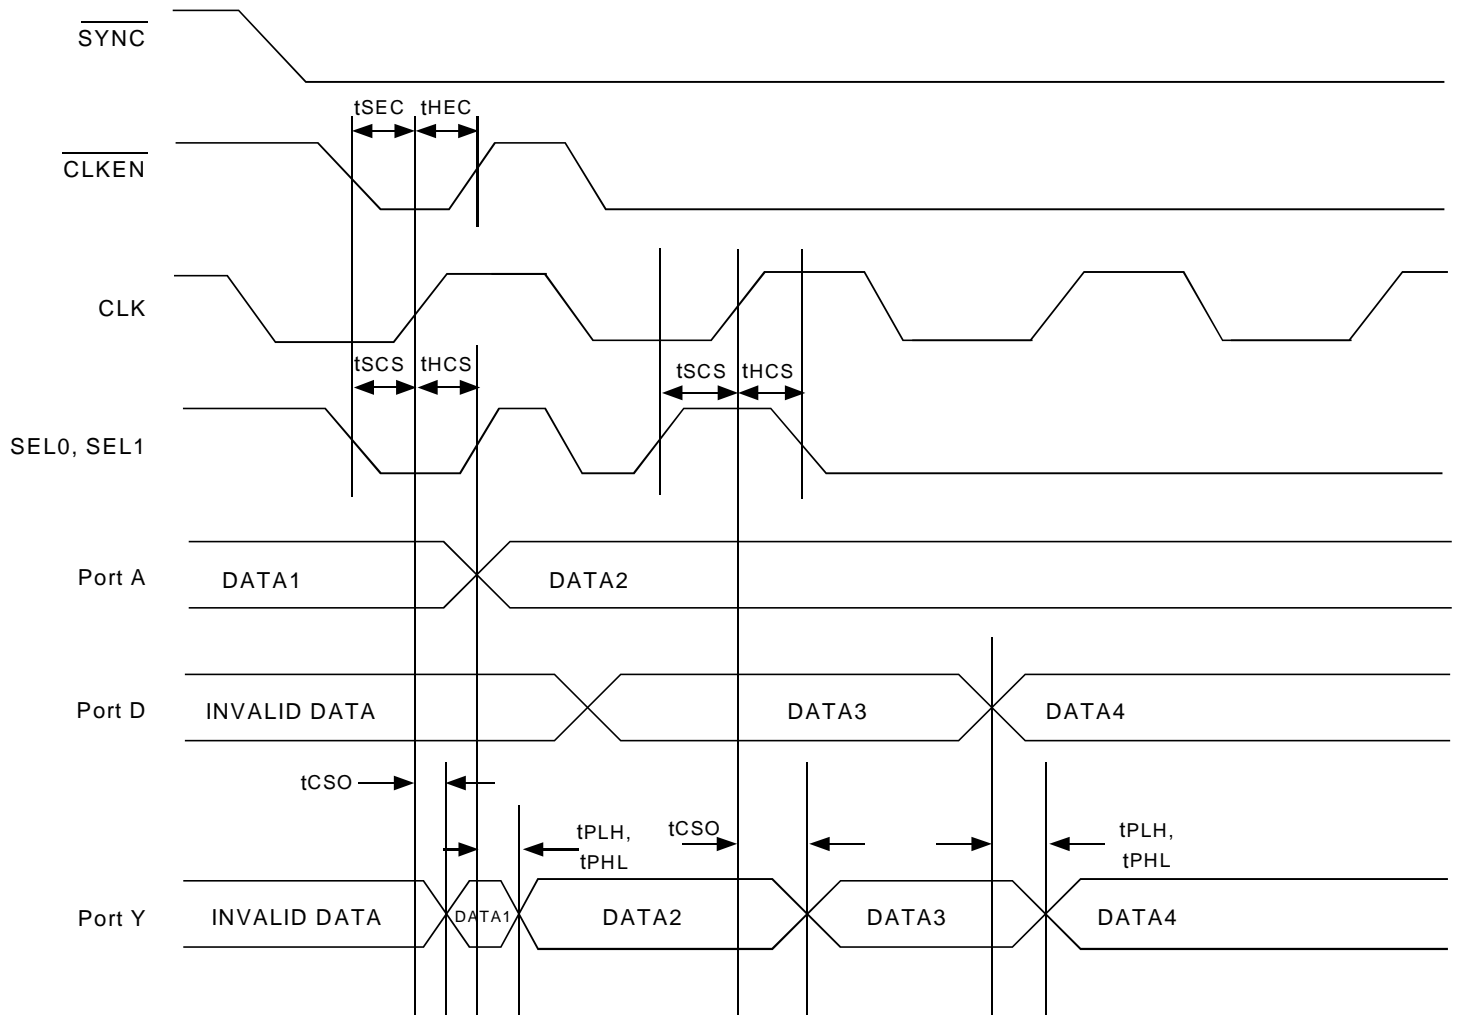 SYNC
tSEC tHEC
CLKEN
CLK
tSCS tHCS
tSCS tHCS
SEL0, SEL1
Port A DATA1 DATA2
Port D INVALID DATA DATA3 DATA4
tCSO
tPLH,
tPHL
tCSO
tPLH,
tPHL
Port Y INVALID DATA DATA1 DATA2 DATA3 DATA4